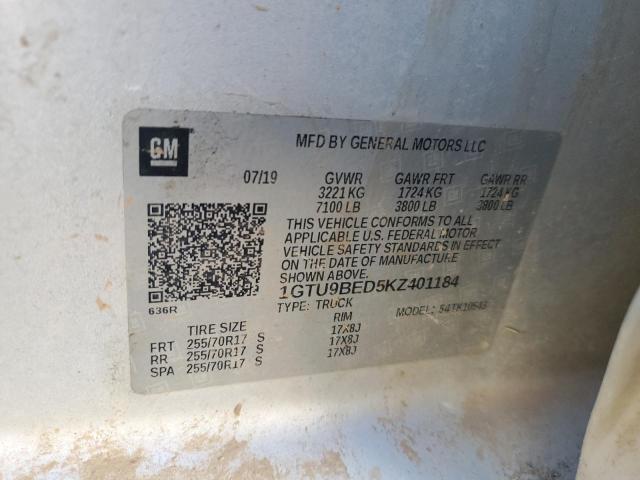 GM
MFD BY GENERAL MOTORS LLC
07/19 GVWR GAWR FRT GAWR RR
3221 KG 1724 KG 1724 KG
7100 LB 3800 LB 3800 LB
THIS VEHICLE CONFORMS TO ALL
APPLICABLE U.S. FEDERAL MOTOR
VEHICLE SAFETY STANDARDS IN EFFECT
ON THE DATE OF MANUFACTURE
SHOWN ABOVE.
1GTU9BED5KZ401184
636R
TYPE: TRUCK MODEL:
TIRE SIZE RIM
FRT 255/70R17 S 17X8J
RR 255/70R17 S 17X8J
SPA 255/70R17 S 17X8J